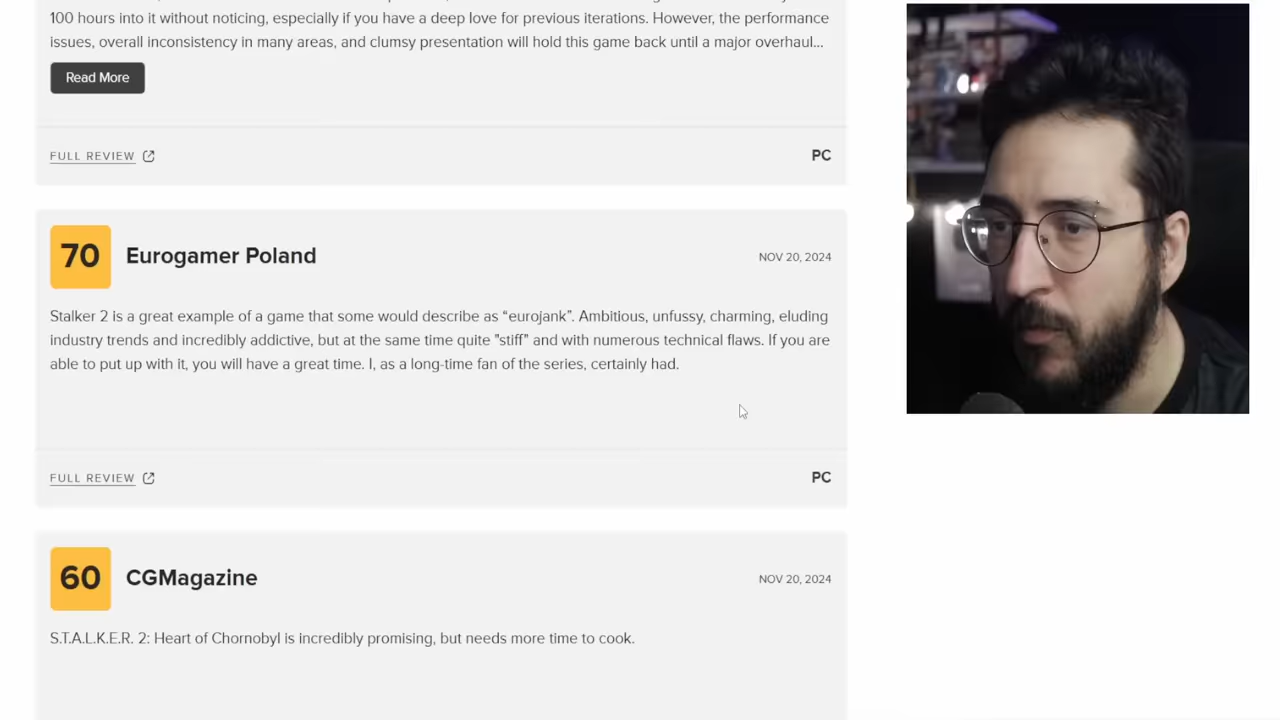 100 hours into it without noticing, especially if you have a deep love for previous iterations. However, the performance
issues, overall inconsistency in many areas, and clumsy presentation will hold this game back until a major overhaul...
Read More
FULL REVIEW
PC
70
Eurogamer Poland
NOV 20, 2024
Stalker 2 is a great example of a game that some would describe as “eurojank”. Ambitious, unfussy, charming, eluding
industry trends and incredibly addictive, but at the same time quite "stiff" and with numerous technical flaws. If you are
able to put up with it, you will have a great time. I, as a long-time fan of the series, certainly had.
FULL REVIEW
PC
60
CGMagazine
NOV 20, 2024
S.T.A.L.K.E.R. 2: Heart of Chornobyl is incredibly promising, but needs more time to cook.